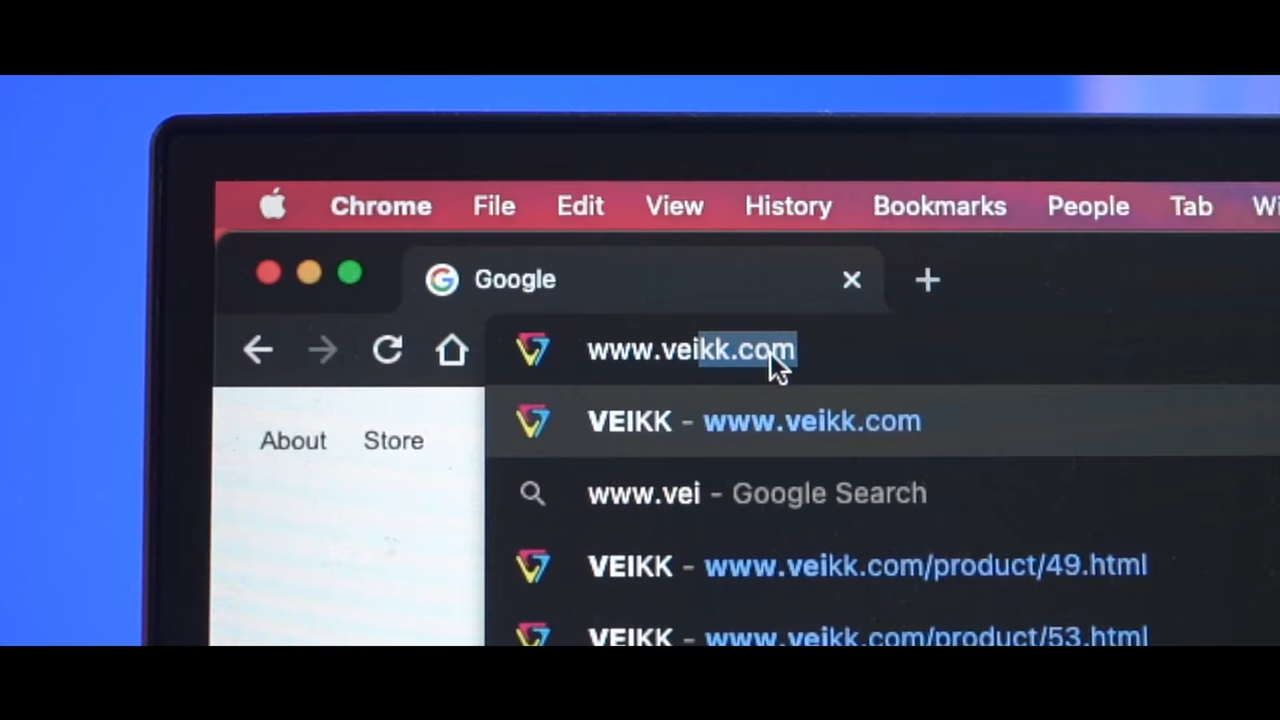 Chrome File Edit View History Bookmarks People Tab Wi
Google
www.veikk.com
About Store
VEIKK - www.veikk.com
www.vei - Google Search
VEIKK - www.veikk.com/product/49.html
VEIKK - www.veikk.com/product/53.html